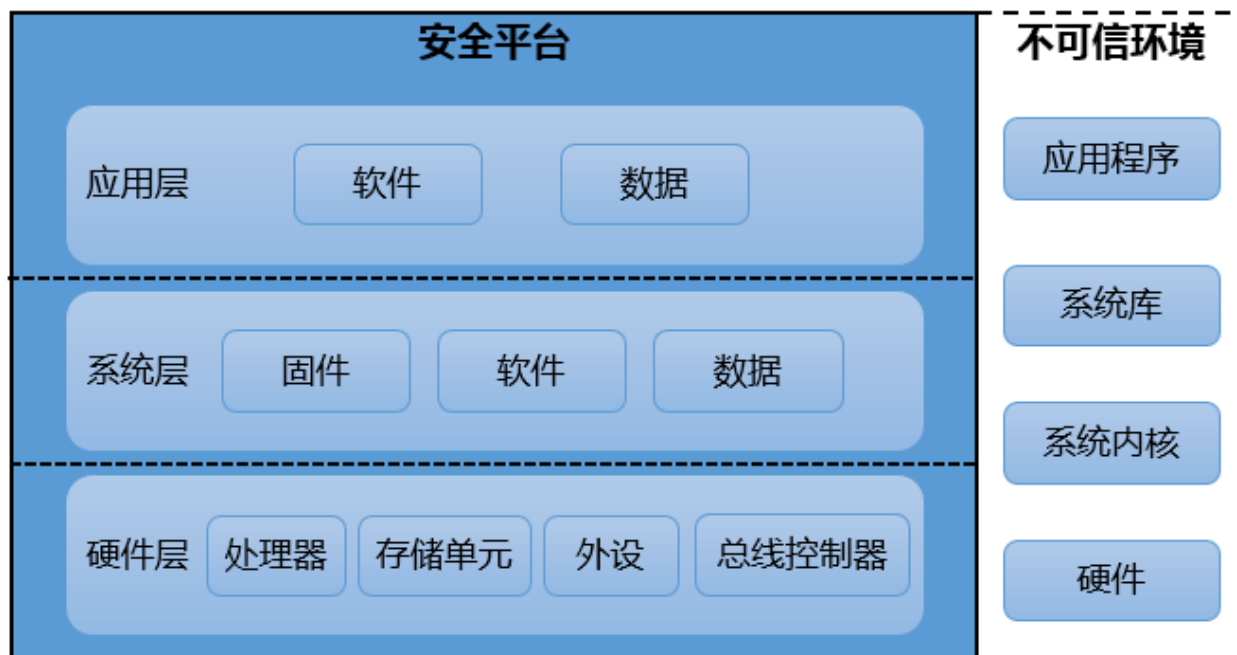 安全平台
不可信环境
应用层 软件 数据
应用程序
系统层 固件 软件 数据
系统库
系统内核
硬件层 处理器 存储单元 外设 总线控制器
硬件